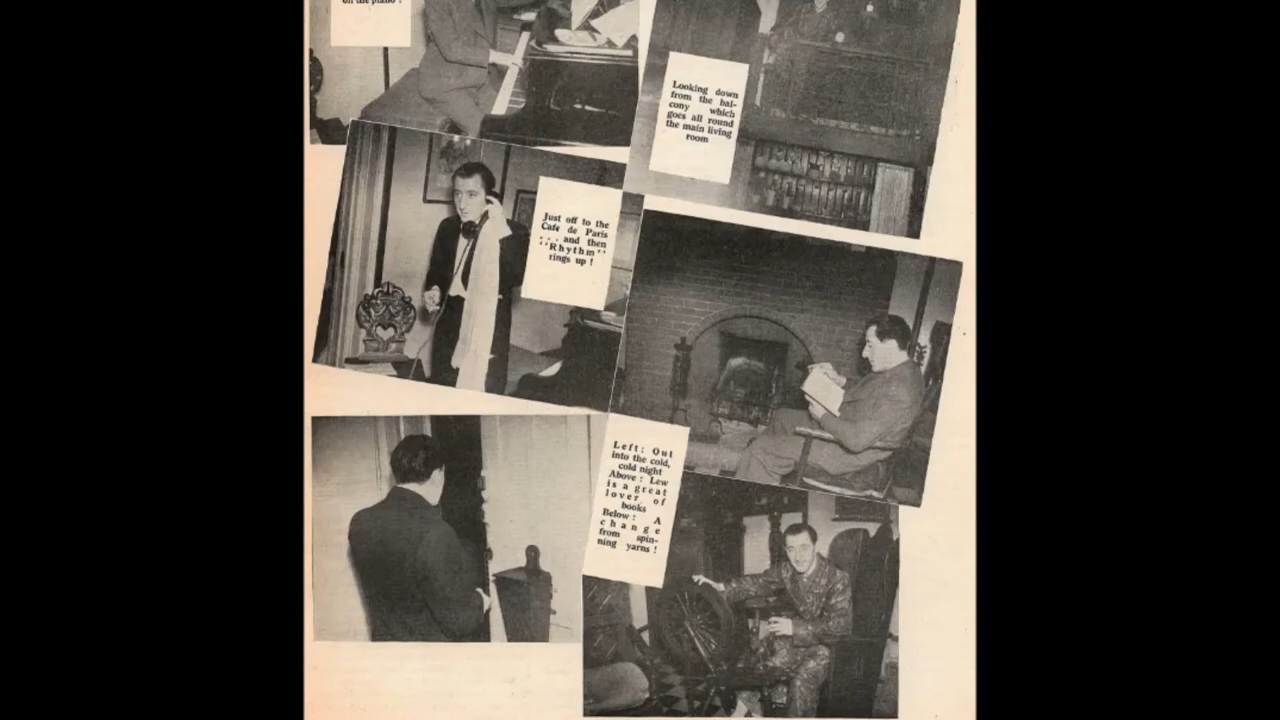 on the piano !
Looking down
from the bal-
cony which
goes all round
the main living
room
Just off to the
Cafe de Paris
. . . and then
"Rhythm"
rings up !
Left : Out
into the cold,
cold night
Above : Lew
is a great
lover of
books
Below : A
change
from spin-
ning yarns !